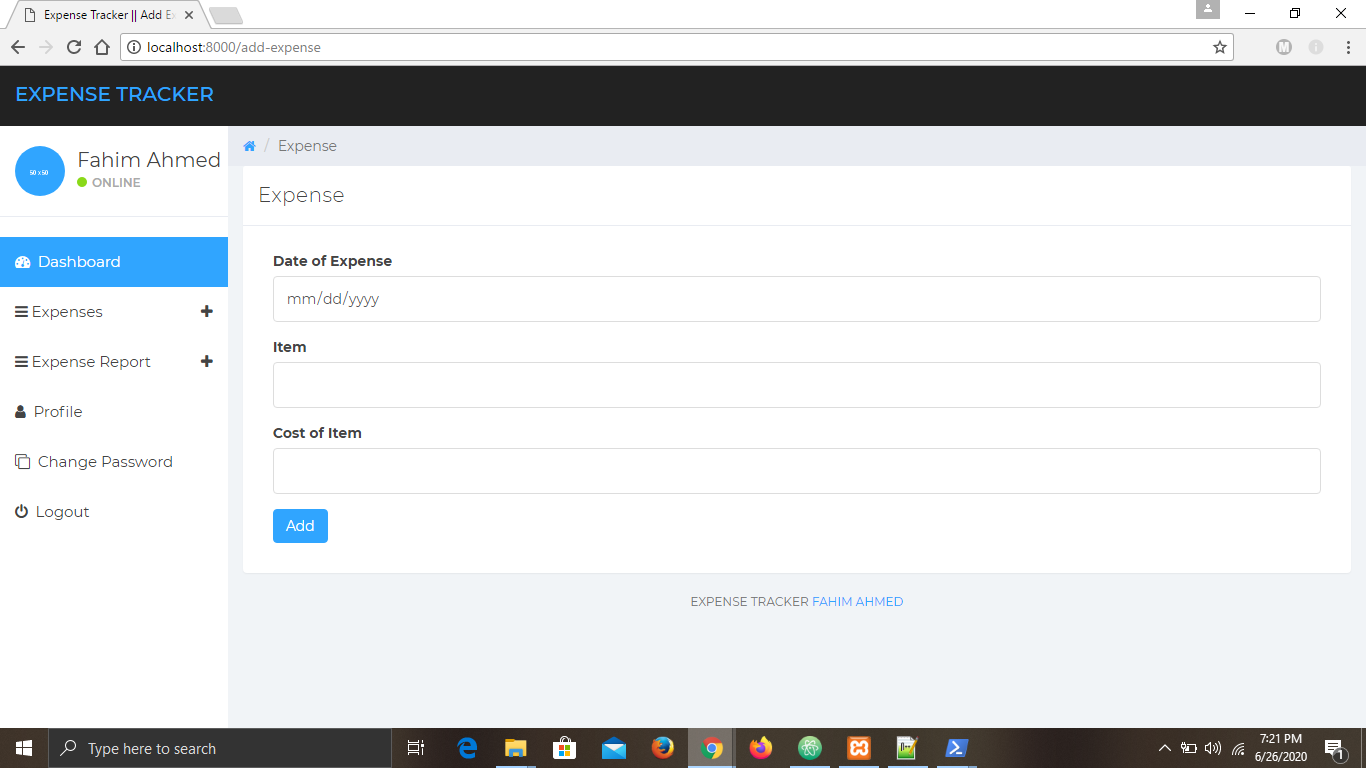 Expense Tracker || Add Ex
localhost:8000/add-expense
EXPENSE TRACKER
50 x 50
Fahim Ahmed
ONLINE
/ Expense
Expense
Dashboard
Expenses
Expense Report
Profile
Change Password
Logout
Date of Expense
mm/dd/yyyy
Item
Cost of Item
Add
EXPENSE TRACKER FAHIM AHMED
Type here to search
7:21 PM
6/26/2020
1